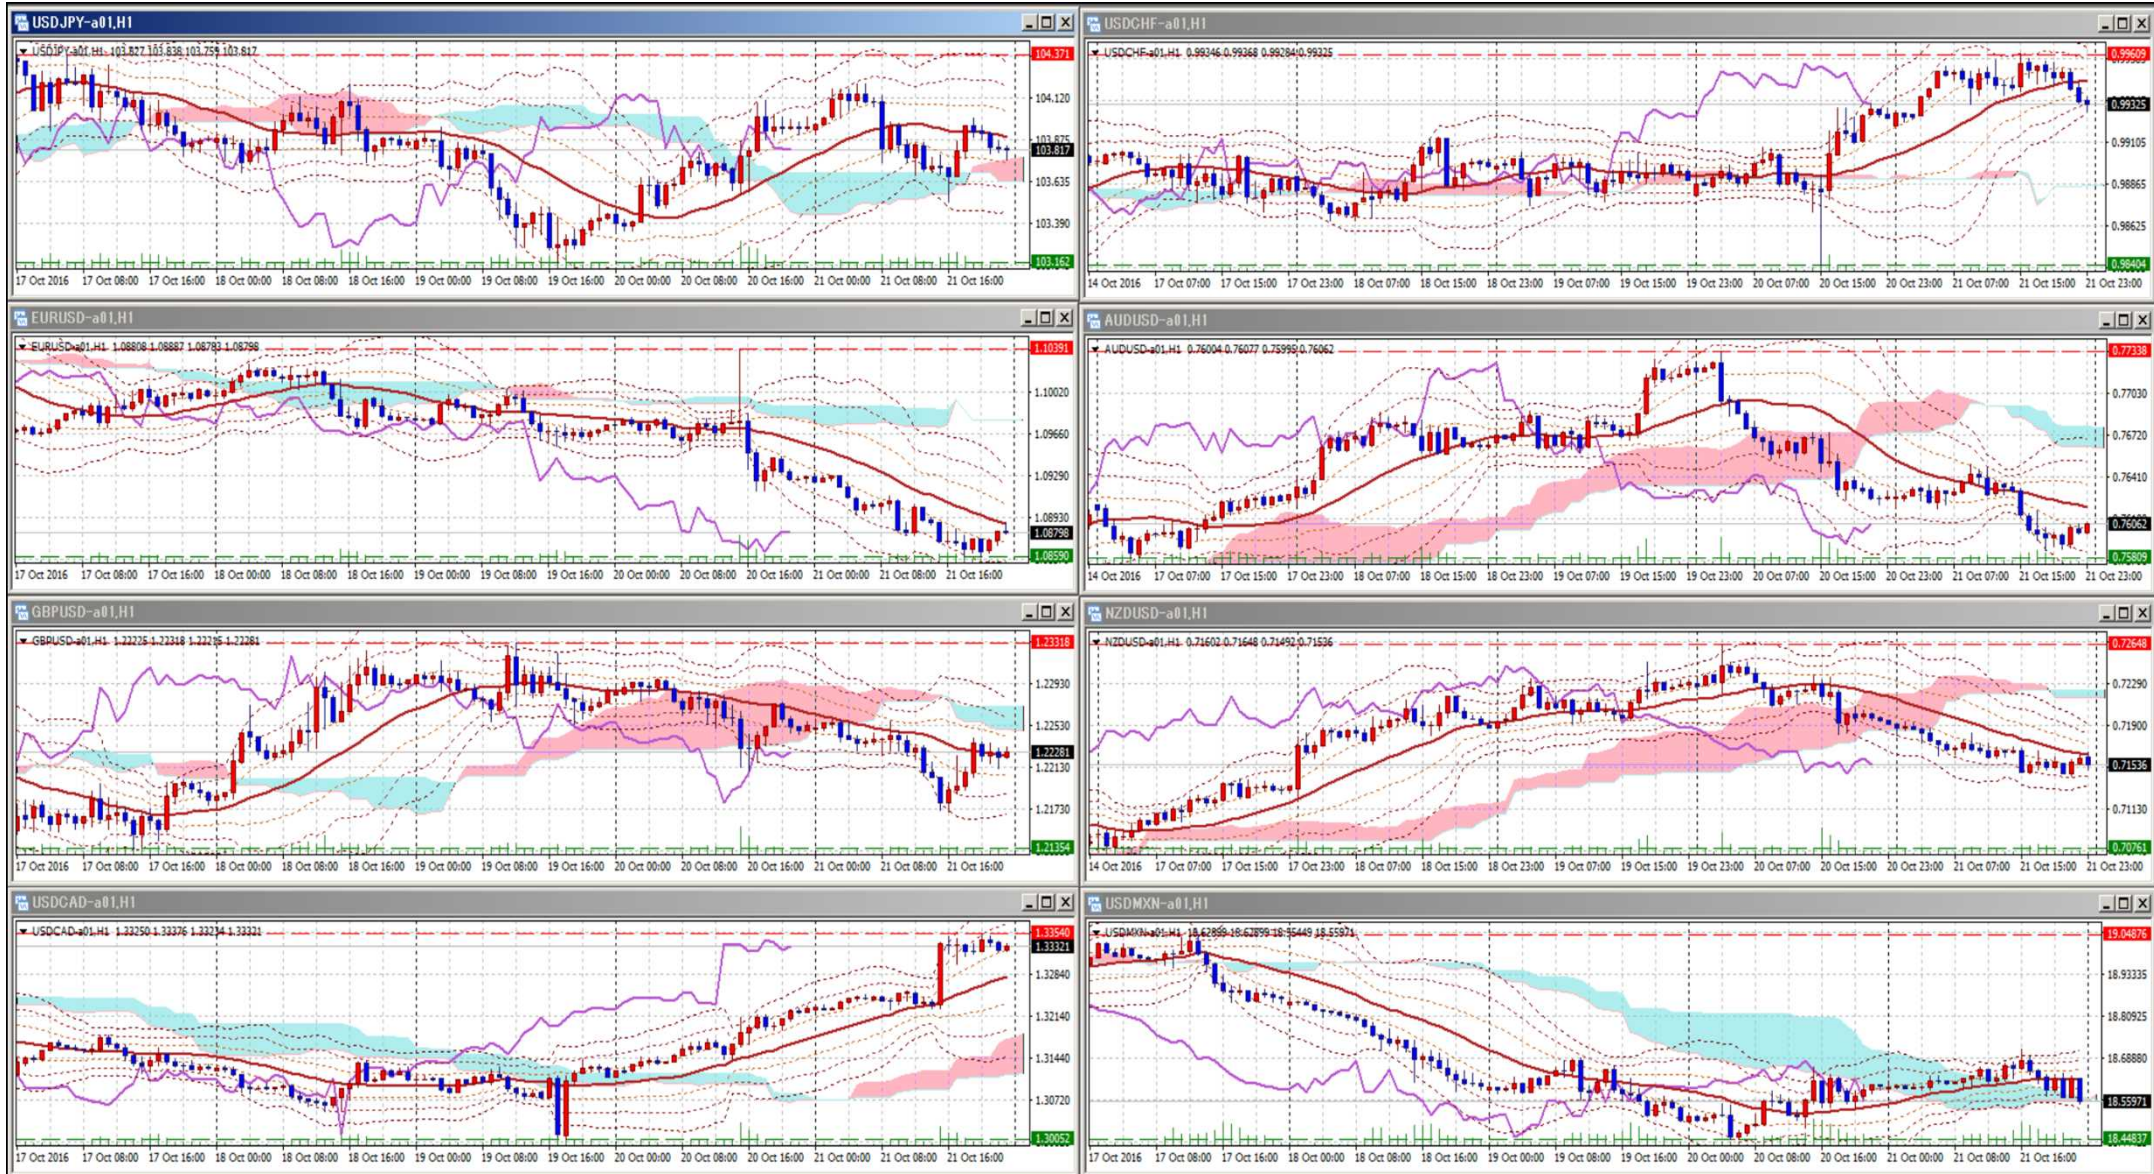 USDJPY-a01,H1
USDJPY-a01,H1 103.827 103.838 103.759 103.817
104.371
104.120
103.875
103.817
103.635
103.390
103.162
17 Oct 2016 17 Oct 08:00 17 Oct 16:00 18 Oct 00:00 18 Oct 08:00 18 Oct 16:00 19 Oct 00:00 19 Oct 08:00 19 Oct 16:00 20 Oct 00:00 20 Oct 08:00 20 Oct 16:00 21 Oct 00:00 21 Oct 08:00 21 Oct 16:00
USDCHF-a01,H1
USDCHF-a01,H1 0.99346 0.99368 0.99284 0.99325
0.99609
0.99325
0.99105
0.98865
0.98625
0.98404
14 Oct 2016 17 Oct 07:00 17 Oct 15:00 17 Oct 23:00 18 Oct 07:00 18 Oct 15:00 18 Oct 23:00 19 Oct 07:00 19 Oct 15:00 19 Oct 23:00 20 Oct 07:00 20 Oct 15:00 20 Oct 23:00 21 Oct 07:00 21 Oct 15:00 21 Oct 23:00
EURUSD-a01,H1
EURUSD-a01,H1 1.08808 1.08887 1.08783 1.08798
1.10391
1.10020
1.09660
1.09290
1.08930
1.08798
1.08590
17 Oct 2016 17 Oct 08:00 17 Oct 16:00 18 Oct 00:00 18 Oct 08:00 18 Oct 16:00 19 Oct 00:00 19 Oct 08:00 19 Oct 16:00 20 Oct 00:00 20 Oct 08:00 20 Oct 16:00 21 Oct 00:00 21 Oct 08:00 21 Oct 16:00
AUDUSD-a01,H1
AUDUSD-a01,H1 0.76004 0.76077 0.75995 0.76062
0.77338
0.77030
0.76720
0.76410
0.76062
0.75809
14 Oct 2016 17 Oct 07:00 17 Oct 15:00 17 Oct 23:00 18 Oct 07:00 18 Oct 15:00 18 Oct 23:00 19 Oct 07:00 19 Oct 15:00 19 Oct 23:00 20 Oct 07:00 20 Oct 15:00 20 Oct 23:00 21 Oct 07:00 21 Oct 15:00 21 Oct 23:00
GBPUSD-a01,H1
GBPUSD-a01,H1 1.22225 1.22318 1.22215 1.22281
1.23318
1.22930
1.22530
1.22281
1.22130
1.21730
1.21354
17 Oct 2016 17 Oct 08:00 17 Oct 16:00 18 Oct 00:00 18 Oct 08:00 18 Oct 16:00 19 Oct 00:00 19 Oct 08:00 19 Oct 16:00 20 Oct 00:00 20 Oct 08:00 20 Oct 16:00 21 Oct 00:00 21 Oct 08:00 21 Oct 16:00
NZDUSD-a01,H1
NZDUSD-a01,H1 0.71602 0.71648 0.71492 0.71536
0.72648
0.72290
0.71900
0.71536
0.71130
0.70761
14 Oct 2016 17 Oct 07:00 17 Oct 15:00 17 Oct 23:00 18 Oct 07:00 18 Oct 15:00 18 Oct 23:00 19 Oct 07:00 19 Oct 15:00 19 Oct 23:00 20 Oct 07:00 20 Oct 15:00 20 Oct 23:00 21 Oct 07:00 21 Oct 15:00 21 Oct 23:00
USDCAD-a01,H1
USDCAD-a01,H1 1.33250 1.33376 1.33234 1.33321
1.33540
1.33321
1.32840
1.32140
1.31440
1.30720
1.30052
17 Oct 2016 17 Oct 08:00 17 Oct 16:00 18 Oct 00:00 18 Oct 08:00 18 Oct 16:00 19 Oct 00:00 19 Oct 08:00 19 Oct 16:00 20 Oct 00:00 20 Oct 08:00 20 Oct 16:00 21 Oct 00:00 21 Oct 08:00 21 Oct 16:00
USDMXN-a01,H1
USDMXN-a01,H1 18.62899 18.62899 18.55449 18.55971
19.04876
18.93335
18.80925
18.68880
18.55971
18.44837
17 Oct 2016 17 Oct 08:00 17 Oct 16:00 18 Oct 00:00 18 Oct 08:00 18 Oct 16:00 19 Oct 00:00 19 Oct 08:00 19 Oct 16:00 20 Oct 00:00 20 Oct 08:00 20 Oct 16:00 21 Oct 00:00 21 Oct 08:00 21 Oct 16:00